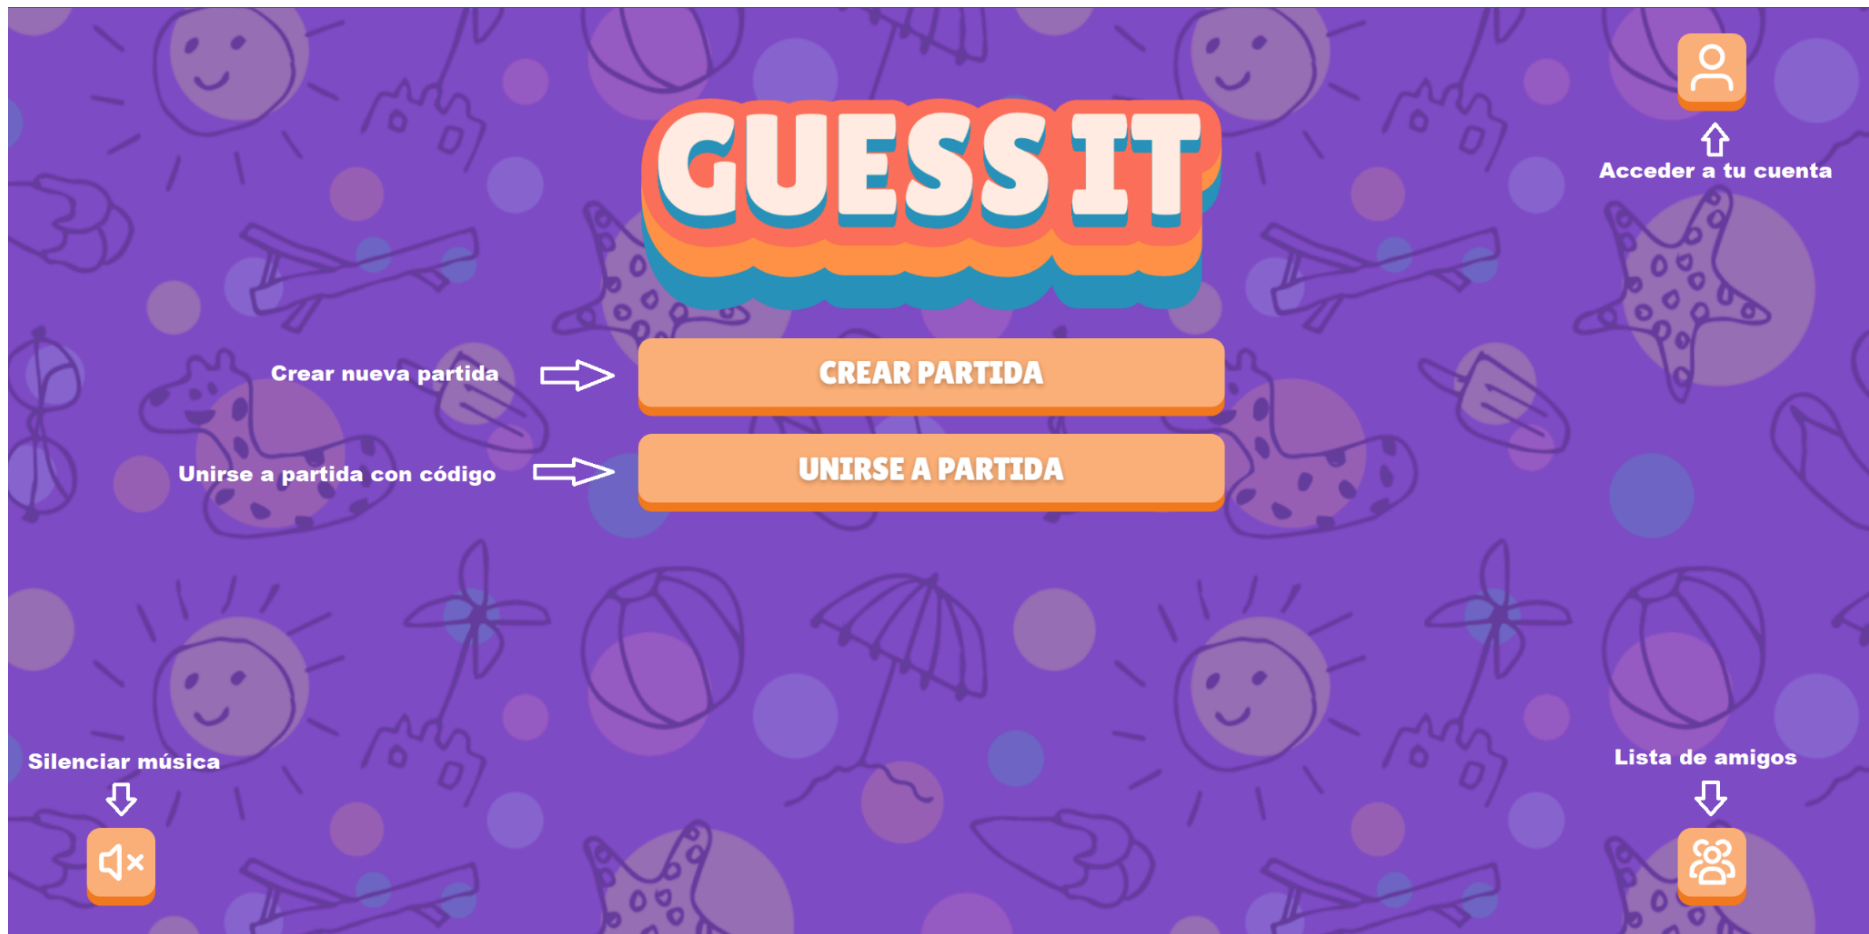 GUESS IT
Acceder a tu cuenta
Crear nueva partida
CREAR PARTIDA
Unirse a partida con código
UNIRSE A PARTIDA
Silenciar música
Lista de amigos